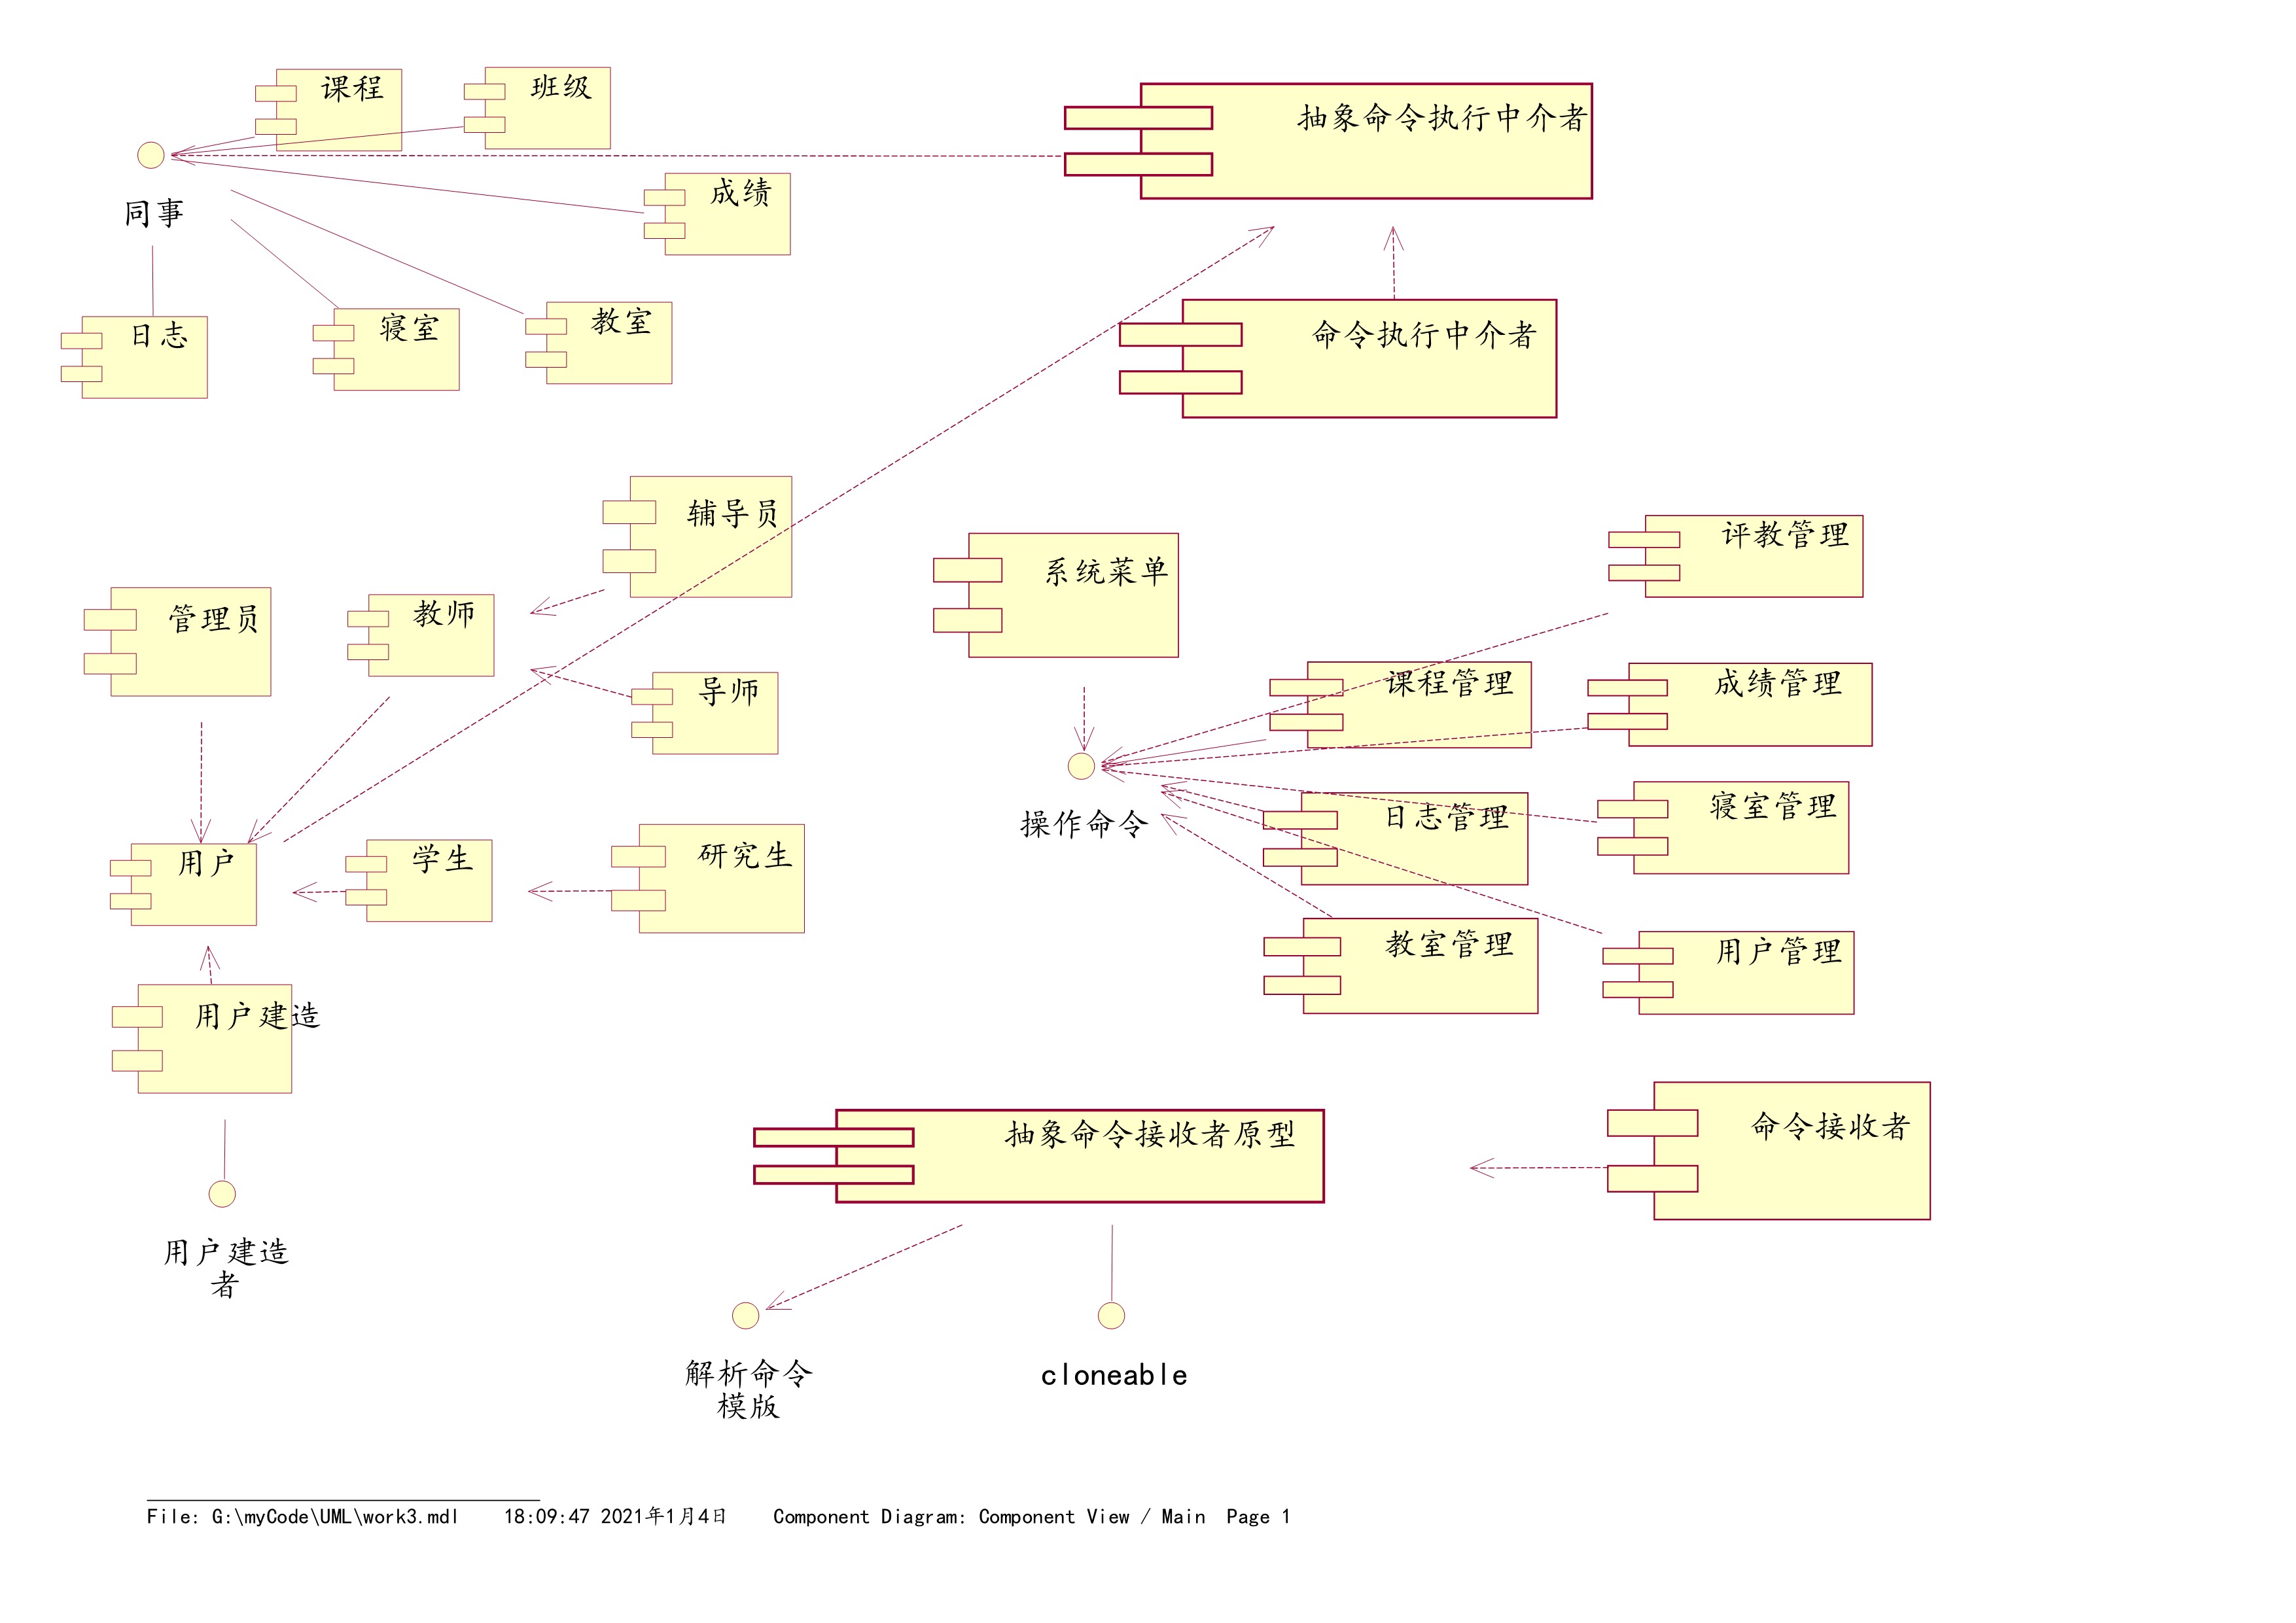 课程
班级
抽象命令执行中介者
同事
成绩
日志
寝室
教室
命令执行中介者
辅导员
系统菜单
评教管理
管理员
教师
导师
课程管理
成绩管理
操作命令
日志管理
寝室管理
用户
学生
研究生
教室管理
用户管理
用户建造
抽象命令接收者原型
命令接收者
用户建造
者
解析命令
模版
cloneable
File: G:\myCode\UML\work3.mdl 18:09:47 2021年1月4日 Component Diagram: Component View / Main Page 1